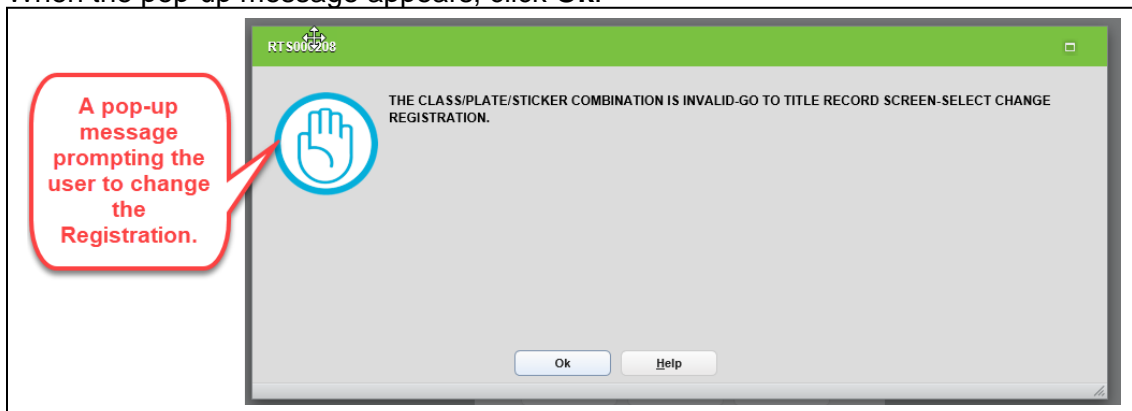 When the pop-up message appears, click Ok.
RTS006208
A pop-up
message
prompting the
user to change
the
Registration.
THE CLASS/PLATE/STICKER COMBINATION IS INVALID-GO TO TITLE RECORD SCREEN-SELECT CHANGE
REGISTRATION.
Ok
Help